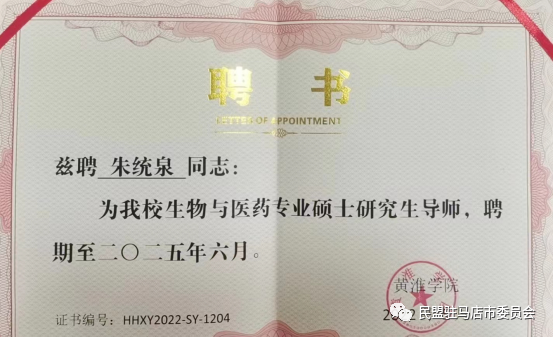 聘 书
LETTER OF APPOINTMENT
兹聘 朱统泉 同志：
为我校生物与医药专业硕士研究生导师，聘
期至二〇二五年六月。
黄淮学院
证书编号：HHXY2022-SY-1204
民盟驻马店市委员会